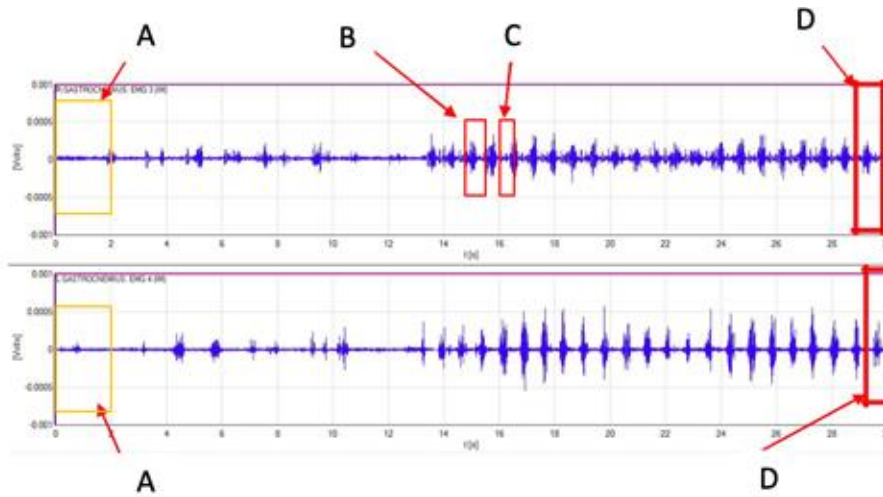 A
B
C
D
0.001
R.GASTROCNEMIUS: EMG 3 (IM)
0.0005
[Volts]
0
-0.0005
-0.001
0 2 4 6 8 10 12 14 16 18 20 22 24 26 28
t [s]
0.001
L.GASTROCNEMIUS: EMG 4 (IM)
0.0005
[Volts]
0
-0.0005
-0.001
0 2 4 6 8 10 12 14 16 18 20 22 24 26 28
t [s]
A
D